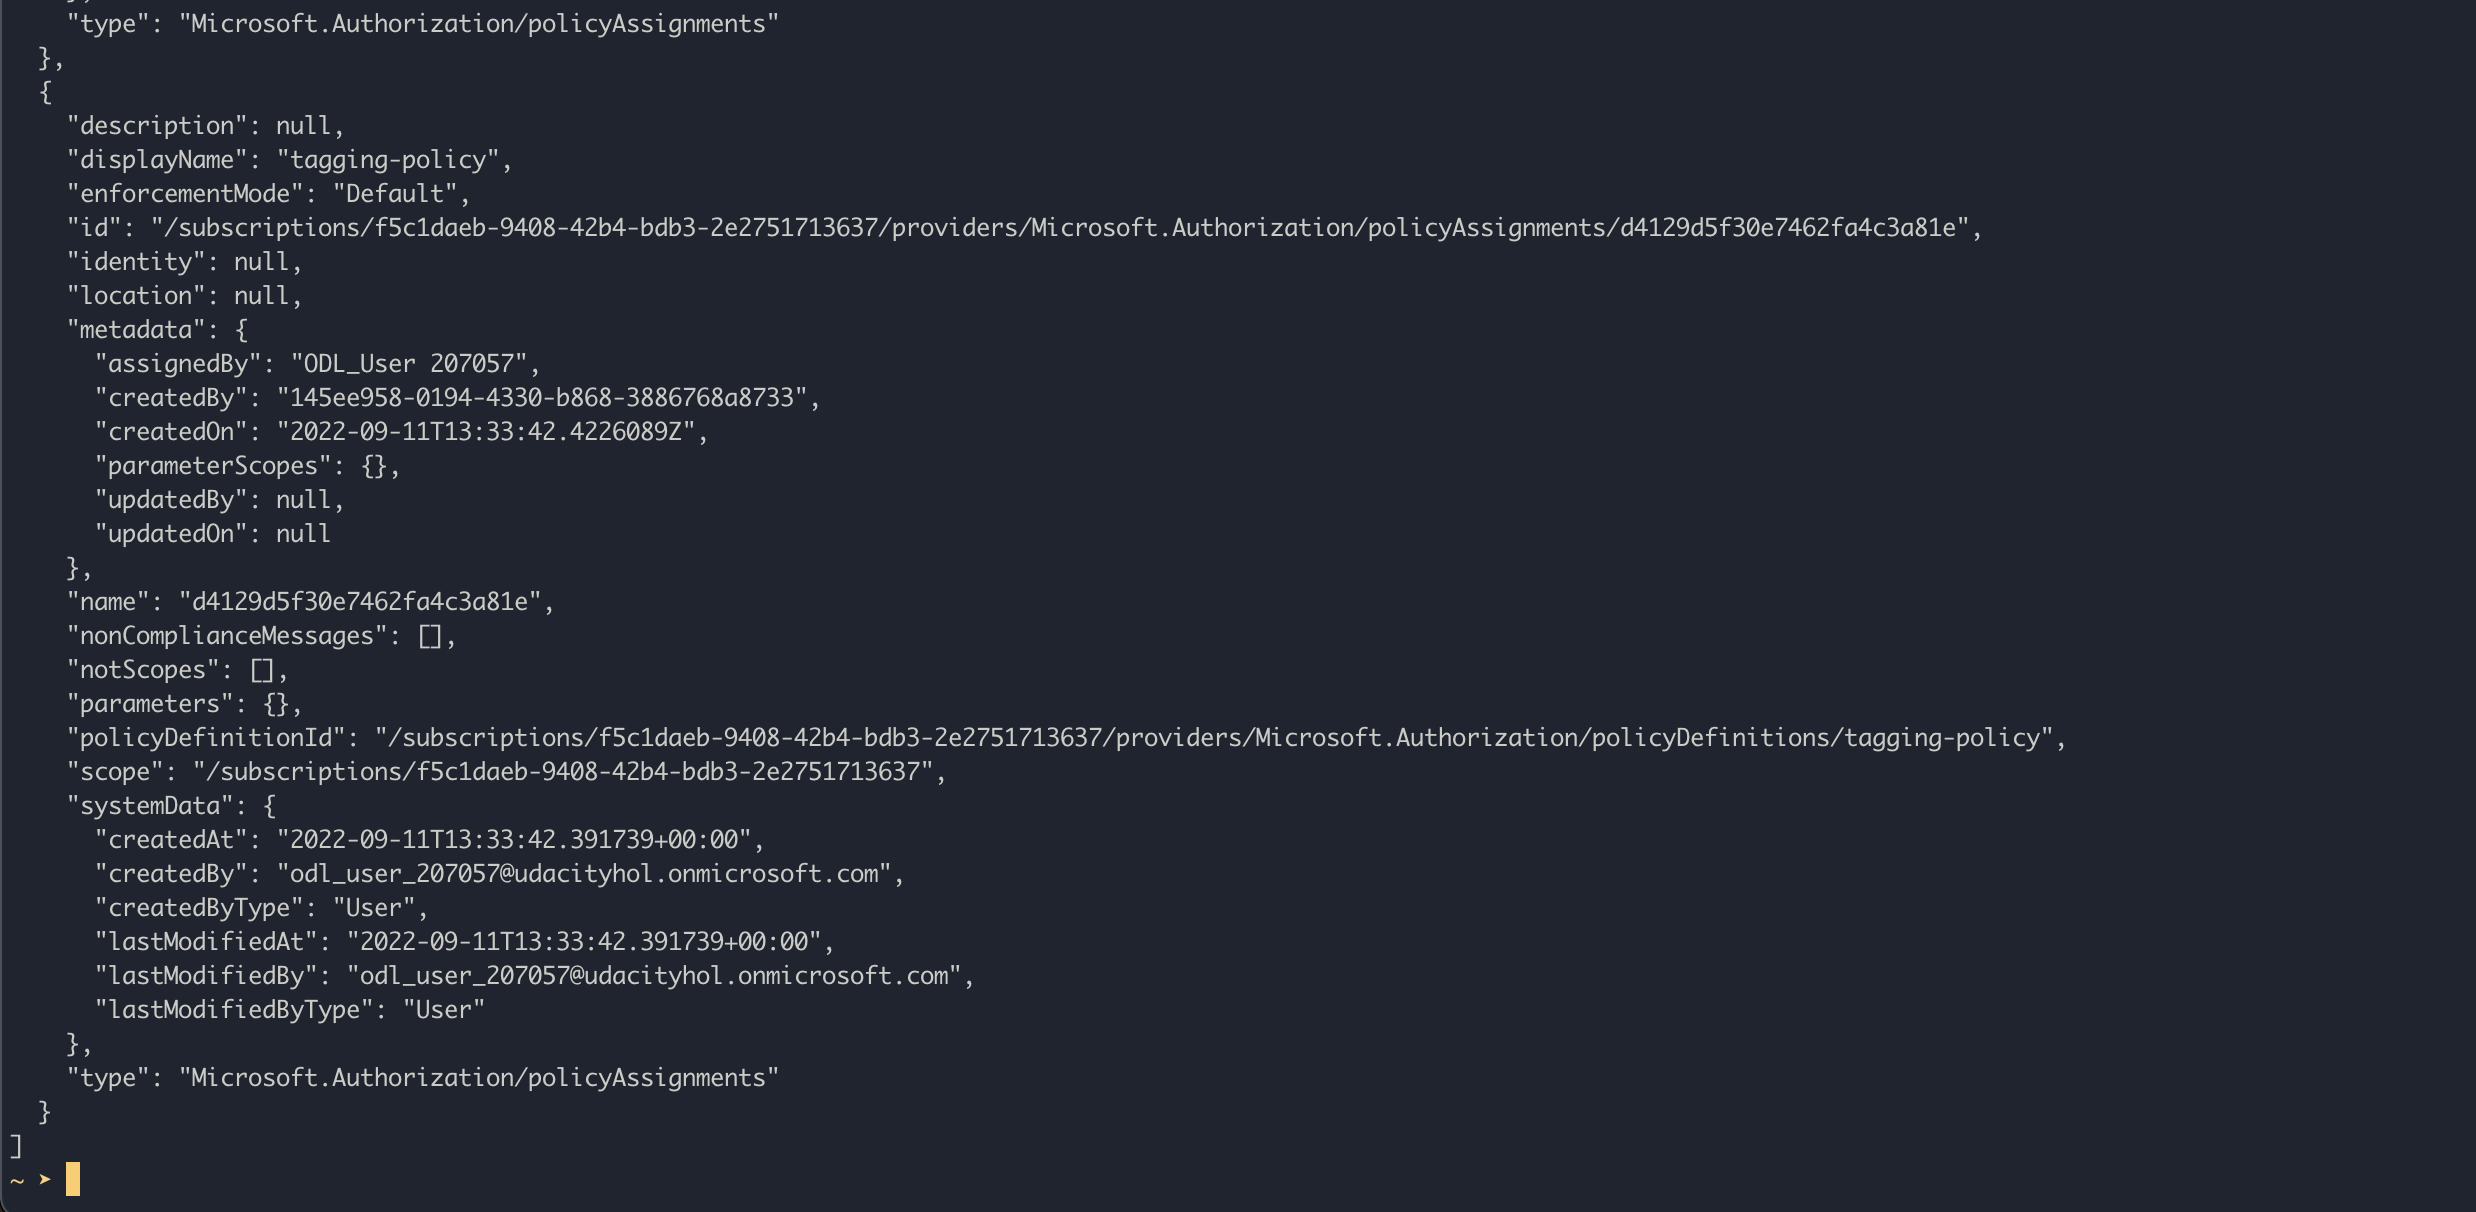 "type": "Microsoft.Authorization/policyAssignments"
},
{
"description": null,
"displayName": "tagging-policy",
"enforcementMode": "Default",
"id": "/subscriptions/f5c1daeb-9408-42b4-bdb3-2e2751713637/providers/Microsoft.Authorization/policyAssignments/d4129d5f30e7462fa4c3a81e",
"identity": null,
"location": null,
"metadata": {
"assignedBy": "ODL_User 207057",
"createdBy": "145ee958-0194-4330-b868-3886768a8733",
"createdOn": "2022-09-11T13:33:42.4226089Z",
"parameterScopes": {},
"updatedBy": null,
"updatedOn": null
},
"name": "d4129d5f30e7462fa4c3a81e",
"nonComplianceMessages": [],
"notScopes": [],
"parameters": {},
"policyDefinitionId": "/subscriptions/f5c1daeb-9408-42b4-bdb3-2e2751713637/providers/Microsoft.Authorization/policyDefinitions/tagging-policy",
"scope": "/subscriptions/f5c1daeb-9408-42b4-bdb3-2e2751713637",
"systemData": {
"createdAt": "2022-09-11T13:33:42.391739+00:00",
"createdBy": "odl_user_207057@udacityhol.onmicrosoft.com",
"createdByType": "User",
"lastModifiedAt": "2022-09-11T13:33:42.391739+00:00",
"lastModifiedBy": "odl_user_207057@udacityhol.onmicrosoft.com",
"lastModifiedByType": "User"
},
"type": "Microsoft.Authorization/policyAssignments"
}
]
~ ➤